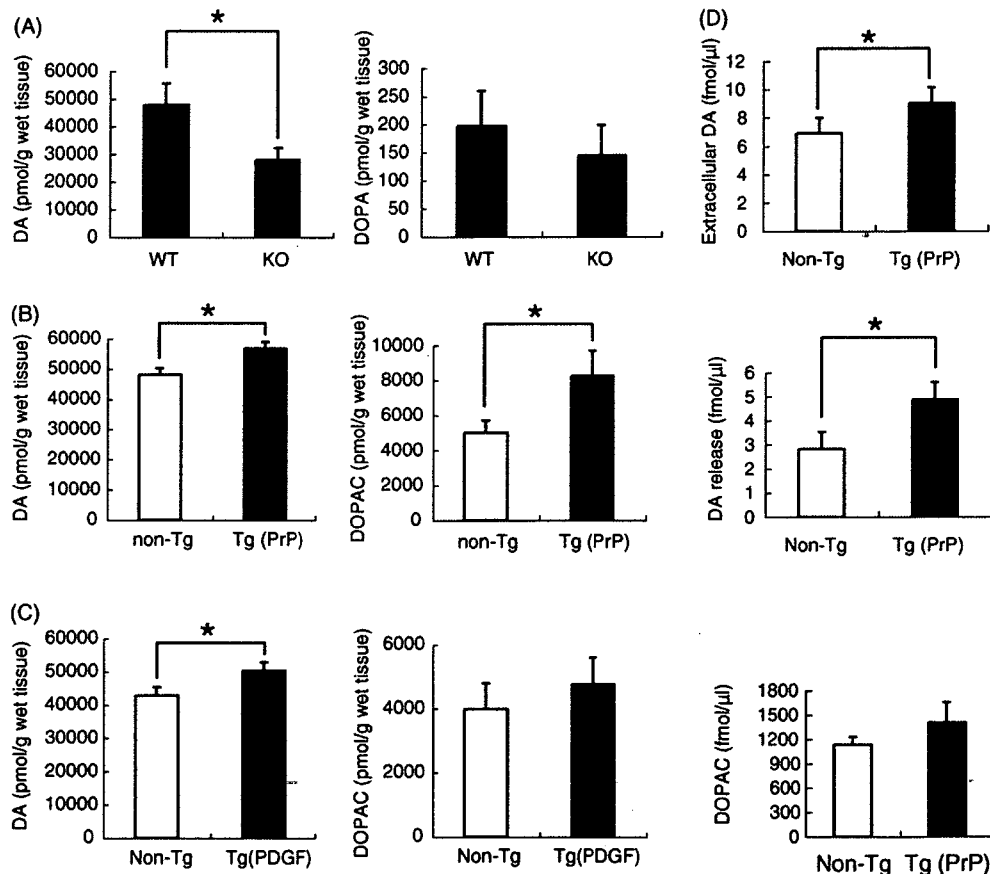 (A)
*
DA (pmol/g wet tissue)
60000
50000
40000
30000
20000
10000
0
WT
KO
DOPA (pmol/g wet tissue)
300
250
200
150
100
50
0
WT
KO
(D)
*
Extracellular DA (fmol/µl)
12
10
8
6
4
2
0
Non-Tg
Tg (PrP)
(B)
*
DA (pmol/g wet tissue)
60000
50000
40000
30000
20000
10000
0
non-Tg
Tg (PrP)
*
DOPAC (pmol/g wet tissue)
10000
8000
6000
4000
2000
0
non-Tg
Tg (PrP)
*
DA release (fmol/µl)
6
5
4
3
2
1
0
Non-Tg
Tg (PrP)
(C)
*
DA (pmol/g wet tissue)
60000
50000
40000
30000
20000
10000
0
Non-Tg
Tg(PDGF)
DOPAC (pmol/g wet tissue)
6000
4000
2000
0
Non-Tg
Tg(PDGF)
DOPAC (fmol/µl)
1800
1500
1200
900
600
300
0
Non-Tg
Tg (PrP)